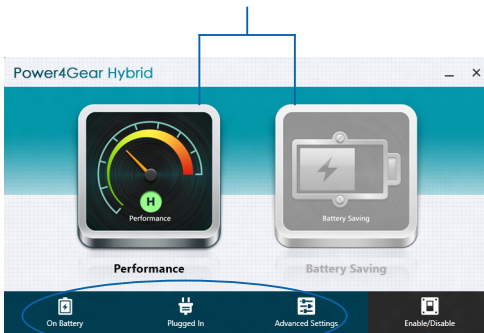 Power4Gear Hybrid
H
Performance
Battery Saving
Performance
Battery Saving
On Battery
Plugged In
Advanced Settings
Enable/Disable